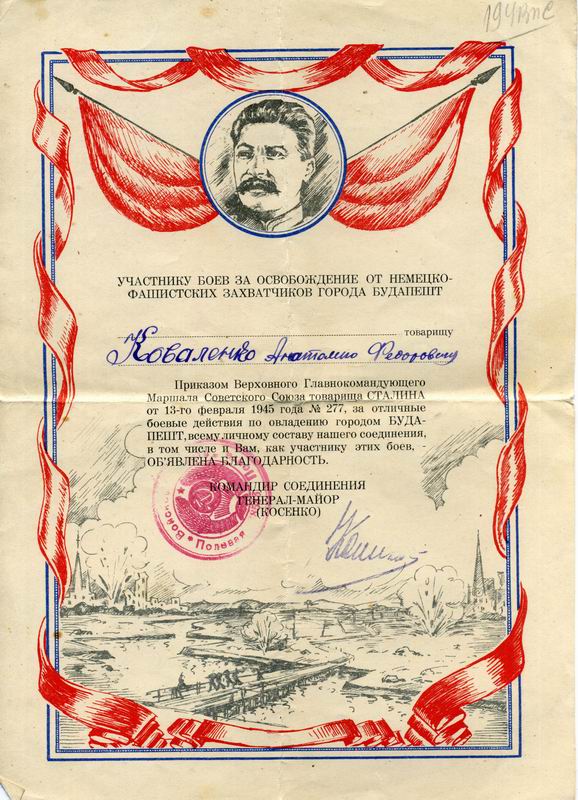 УЧАСТНИКУ БОЕВ ЗА ОСВОБОЖДЕНИЕ ОТ НЕМЕЦКО-
ФАШИСТСКИХ ЗАХВАТЧИКОВ ГОРОДА БУДАПЕШТ
товарищу
Коваленко Анатолию Федоровичу
Приказом Верховного Главнокомандующего
Маршала Советского Союза товарища СТАЛИНА
от 13-го февраля 1945 года № 277, за отличные
боевые действия по овладению городом БУДА-
ПЕШТ, всему личному составу нашего соединения,
в том числе и Вам, как участнику этих боев, -
ОБ'ЯВЛЕНА БЛАГОДАРНОСТЬ.
КОМАНДИР СОЕДИНЕНИЯ
ГЕНЕРАЛ-МАЙОР
(КОСЕНКО)
Полевая